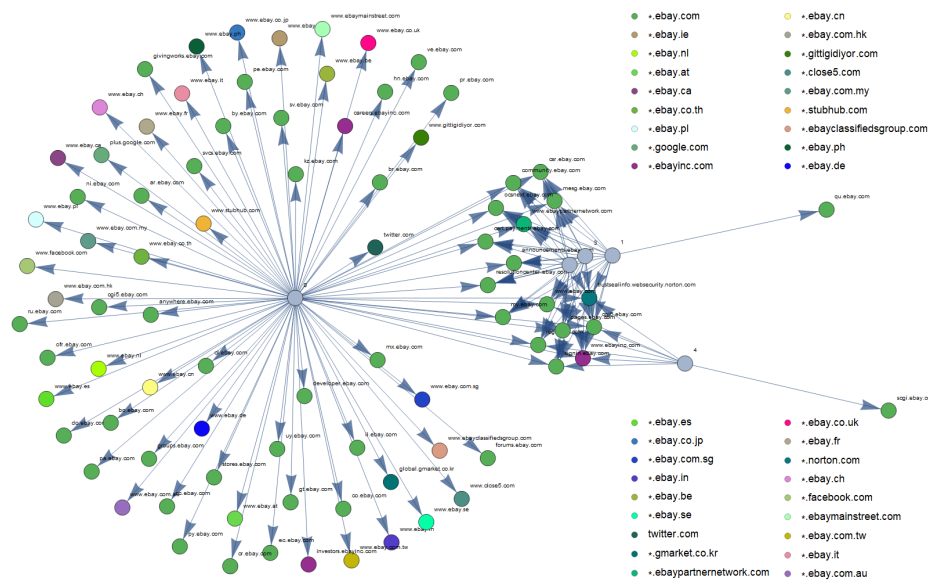 *.ebay.com
*.ebay.ie
*.ebay.nl
*.ebay.at
*.ebay.ca
*.ebay.co.th
*.ebay.pl
*.google.com
*.ebayinc.com
*.ebay.cn
*.ebay.com.hk
*.gittigidiyor.com
*.close5.com
*.ebay.com.my
*.stubhub.com
*.ebayclassifiedsgroup.com
*.ebay.ph
*.ebay.de
www.ebaymainstreet.com
www.ebay.co.jp
www.ebay.ph
www.ebay.co.uk
givingworks.ebay.com
pe.ebay.com
www.ebay.be
ve.ebay.com
hn.ebay.com
pr.ebay.com
www.ebay.it
www.ebay.ch
www.ebay.fr
by.ebay.com
sv.ebay.com
careers.ebayinc.com
www.gittigidiyor.com
plus.google.com
www.ebay.ca
svcs.ebay.com
kz.ebay.com
br.ebay.com
ni.ebay.com
ar.ebay.com
www.ebay.pl
www.stubhub.com
www.ebay.com.my
www.ebay.co.th
twitter.com
www.facebook.com
www.ebay.com.hk
cgi5.ebay.com
anywhere.ebay.com
ru.ebay.com
car.ebay.com
community.ebay.com
mesg.ebay.com
ocsnext.ebay.com
www.ebaypartnernetwork.com
announcements.ebay.com
resolutioncenter.ebay.com
trustsealinfo.websecurity.norton.com
my.ebay.com
pages.ebay.com
www.ebayinc.com
signin.ebay.com
3
1
4
ou.ebay.com
ofr.ebay.com
www.ebay.nl
www.ebay.cn
www.ebay.es
mx.ebay.com
www.ebay.com.sg
developer.ebay.com
do.ebay.com
bo.ebay.com
www.ebay.de
groups.ebay.com
pa.ebay.com
uy.ebay.com
il.ebay.com
www.ebayclassifiedsgroup.com
forums.ebay.com
stores.ebay.com
global.gmarket.co.kr
www.close5.com
gt.ebay.com
co.ebay.com
www.ebay.se
www.ebay.at
www.ebay.in
py.ebay.com
cr.ebay.com
ec.ebay.com
investors.ebayinc.com
www.ebay.com.tw
*.ebay.es
*.ebay.co.jp
*.ebay.com.sg
*.ebay.in
*.ebay.be
*.ebay.se
twitter.com
*.gmarket.co.kr
*.ebaypartnernetwork.com
*.ebay.co.uk
*.ebay.fr
*.norton.com
*.ebay.ch
*.facebook.com
*.ebaymainstreet.com
*.ebay.com.tw
*.ebay.it
*.ebay.com.au